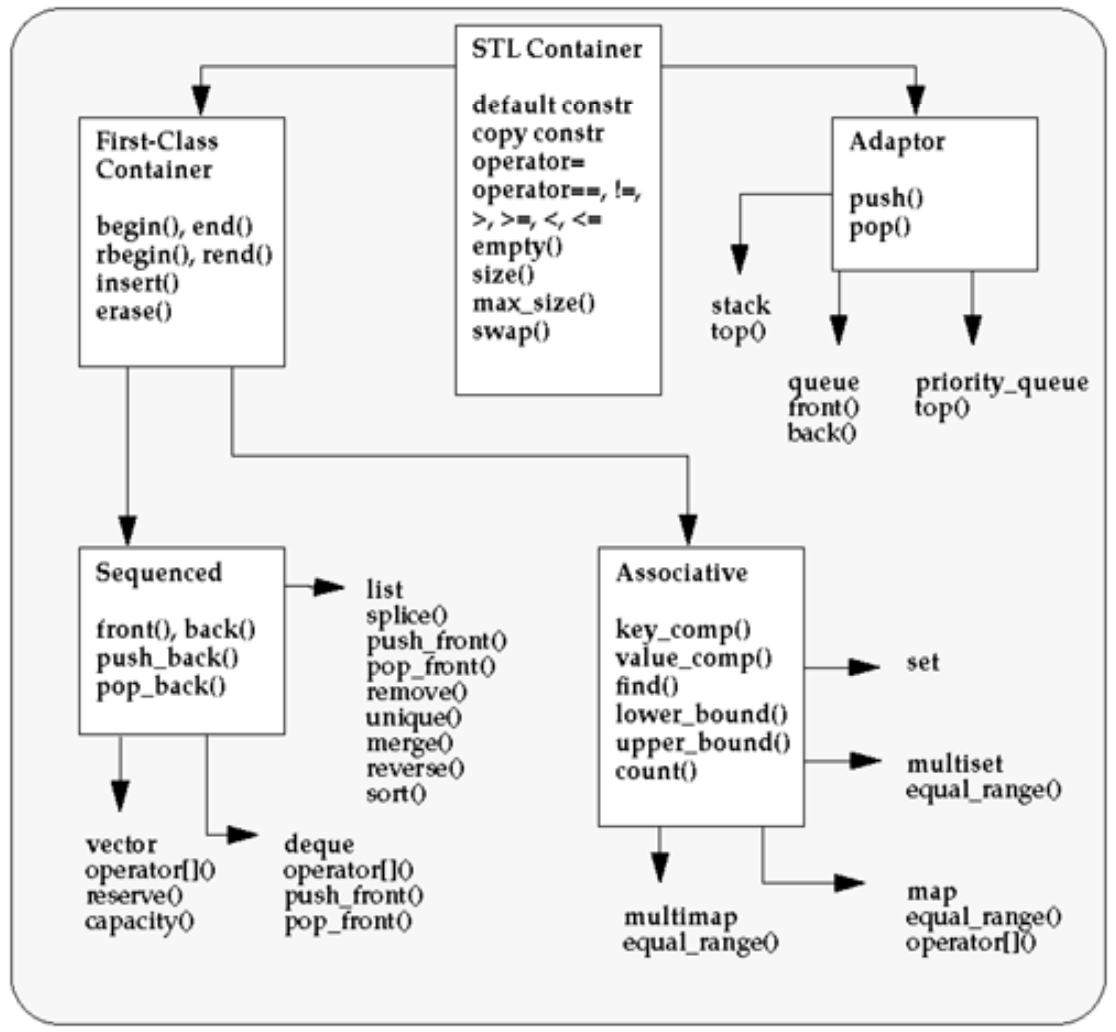 STL Container
default constr
copy constr
operator=
operator==, !=,
>, >=, <, <=
empty()
size()
max_size()
swap()
First-Class
Container
begin(), end()
rbegin(), rend()
insert()
erase()
Adaptor
push()
pop()
stack
top()
queue
front()
back()
priority_queue
top()
Sequenced
front(), back()
push_back()
pop_back()
list
splice()
push_front()
pop_front()
remove()
unique()
merge()
reverse()
sort()
vector
operator[]()
reserve()
capacity()
deque
operator[]()
push_front()
pop_front()
Associative
key_comp()
value_comp()
find()
lower_bound()
upper_bound()
count()
set
multiset
equal_range()
multimap
equal_range()
map
equal_range()
operator[]()